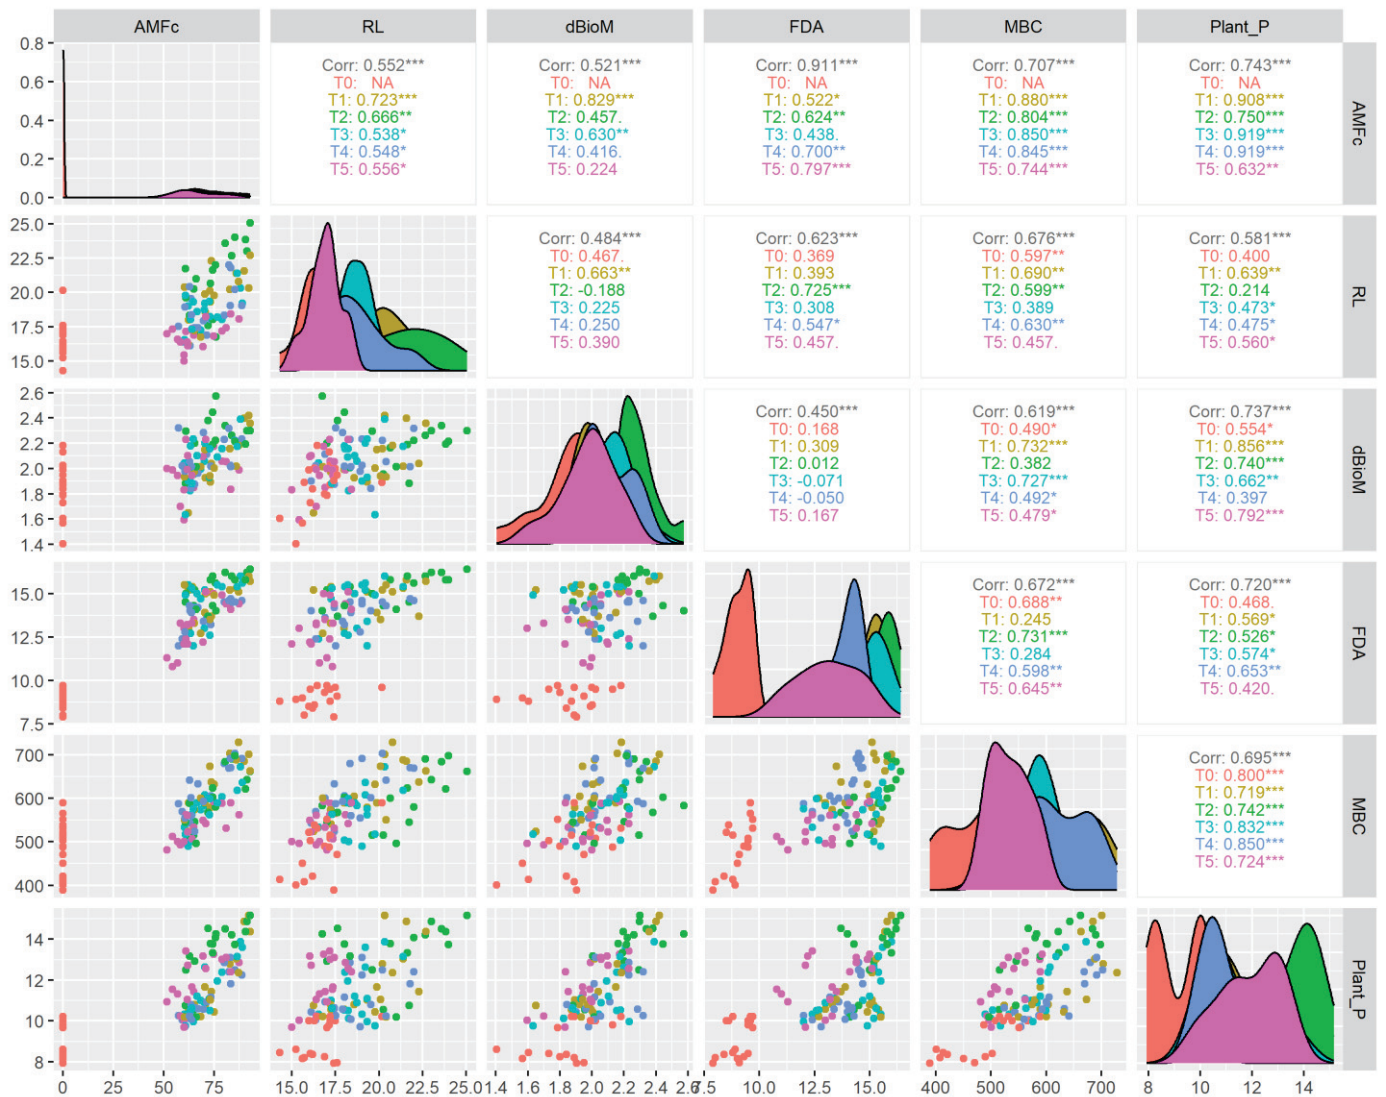 AMFc RL dBioM FDA MBC Plant_P
0.8
0.6
0.4
0.2
0.0
Corr: 0.552***
T0: NA
T1: 0.723***
T2: 0.666**
T3: 0.538*
T4: 0.548*
T5: 0.556*
Corr: 0.521***
T0: NA
T1: 0.829***
T2: 0.457.
T3: 0.630**
T4: 0.416.
T5: 0.224
Corr: 0.911***
T0: NA
T1: 0.522*
T2: 0.624**
T3: 0.438.
T4: 0.700**
T5: 0.797***
Corr: 0.707***
T0: NA
T1: 0.880***
T2: 0.804***
T3: 0.850***
T4: 0.845***
T5: 0.744***
Corr: 0.743***
T0: NA
T1: 0.908***
T2: 0.750***
T3: 0.919***
T4: 0.919***
T5: 0.632**
AMFc
25.0
22.5
20.0
17.5
15.0
Corr: 0.484***
T0: 0.467.
T1: 0.663**
T2: -0.188
T3: 0.225
T4: 0.250
T5: 0.390
Corr: 0.623***
T0: 0.369
T1: 0.393
T2: 0.725***
T3: 0.308
T4: 0.547*
T5: 0.457.
Corr: 0.676***
T0: 0.597**
T1: 0.690**
T2: 0.599**
T3: 0.389
T4: 0.630**
T5: 0.457.
Corr: 0.581***
T0: 0.400
T1: 0.639**
T2: 0.214
T3: 0.473*
T4: 0.475*
T5: 0.560*
RL
2.6
2.4
2.2
2.0
1.8
1.6
1.4
Corr: 0.450***
T0: 0.168
T1: 0.309
T2: 0.012
T3: -0.071
T4: -0.050
T5: 0.167
Corr: 0.619***
T0: 0.490*
T1: 0.732***
T2: 0.382
T3: 0.727***
T4: 0.492*
T5: 0.479*
Corr: 0.737***
T0: 0.554*
T1: 0.856***
T2: 0.740***
T3: 0.662**
T4: 0.397
T5: 0.792***
dBioM
15.0
12.5
10.0
7.5
Corr: 0.672***
T0: 0.688**
T1: 0.245
T2: 0.731***
T3: 0.284
T4: 0.598**
T5: 0.645**
Corr: 0.720***
T0: 0.468.
T1: 0.569*
T2: 0.526*
T3: 0.574*
T4: 0.653**
T5: 0.420.
FDA
700
600
500
400
Corr: 0.695***
T0: 0.800***
T1: 0.719***
T2: 0.742***
T3: 0.832***
T4: 0.850***
T5: 0.724***
MBC
14
12
10
8
Plant_P
0 25 50 75 15.0 17.5 20.0 22.5 25.0 1.4 1.6 1.8 2.0 2.2 2.4 2.6 7.5 10.0 12.5 15.0 400 500 600 700 8 10 12 14